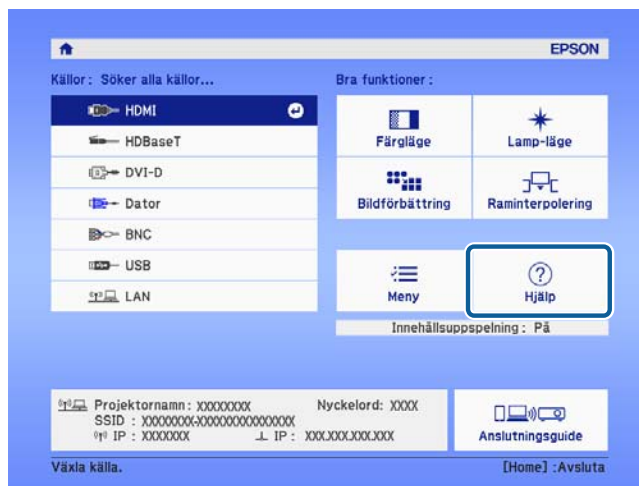 EPSON
Källor: Söker alla källor...
HDMI
HDBaseT
DVI-D
Dator
BNC
USB
LAN
Bra funktioner:
Färgläge
Lamp-läge
Bildförbättring
Raminterpolering
Meny
Hjälp
Innehållsuppspelning: På
Projektornamn: XXXXXXXX Nyckelord: XXXX
SSID : XXXXXXXX-XXXXXXXXXXXXXX
IP : XXXXXXX IP : XXX.XXX.XXX.XXX
Anslutningsguide
Växla källa. [Home] :Avsluta